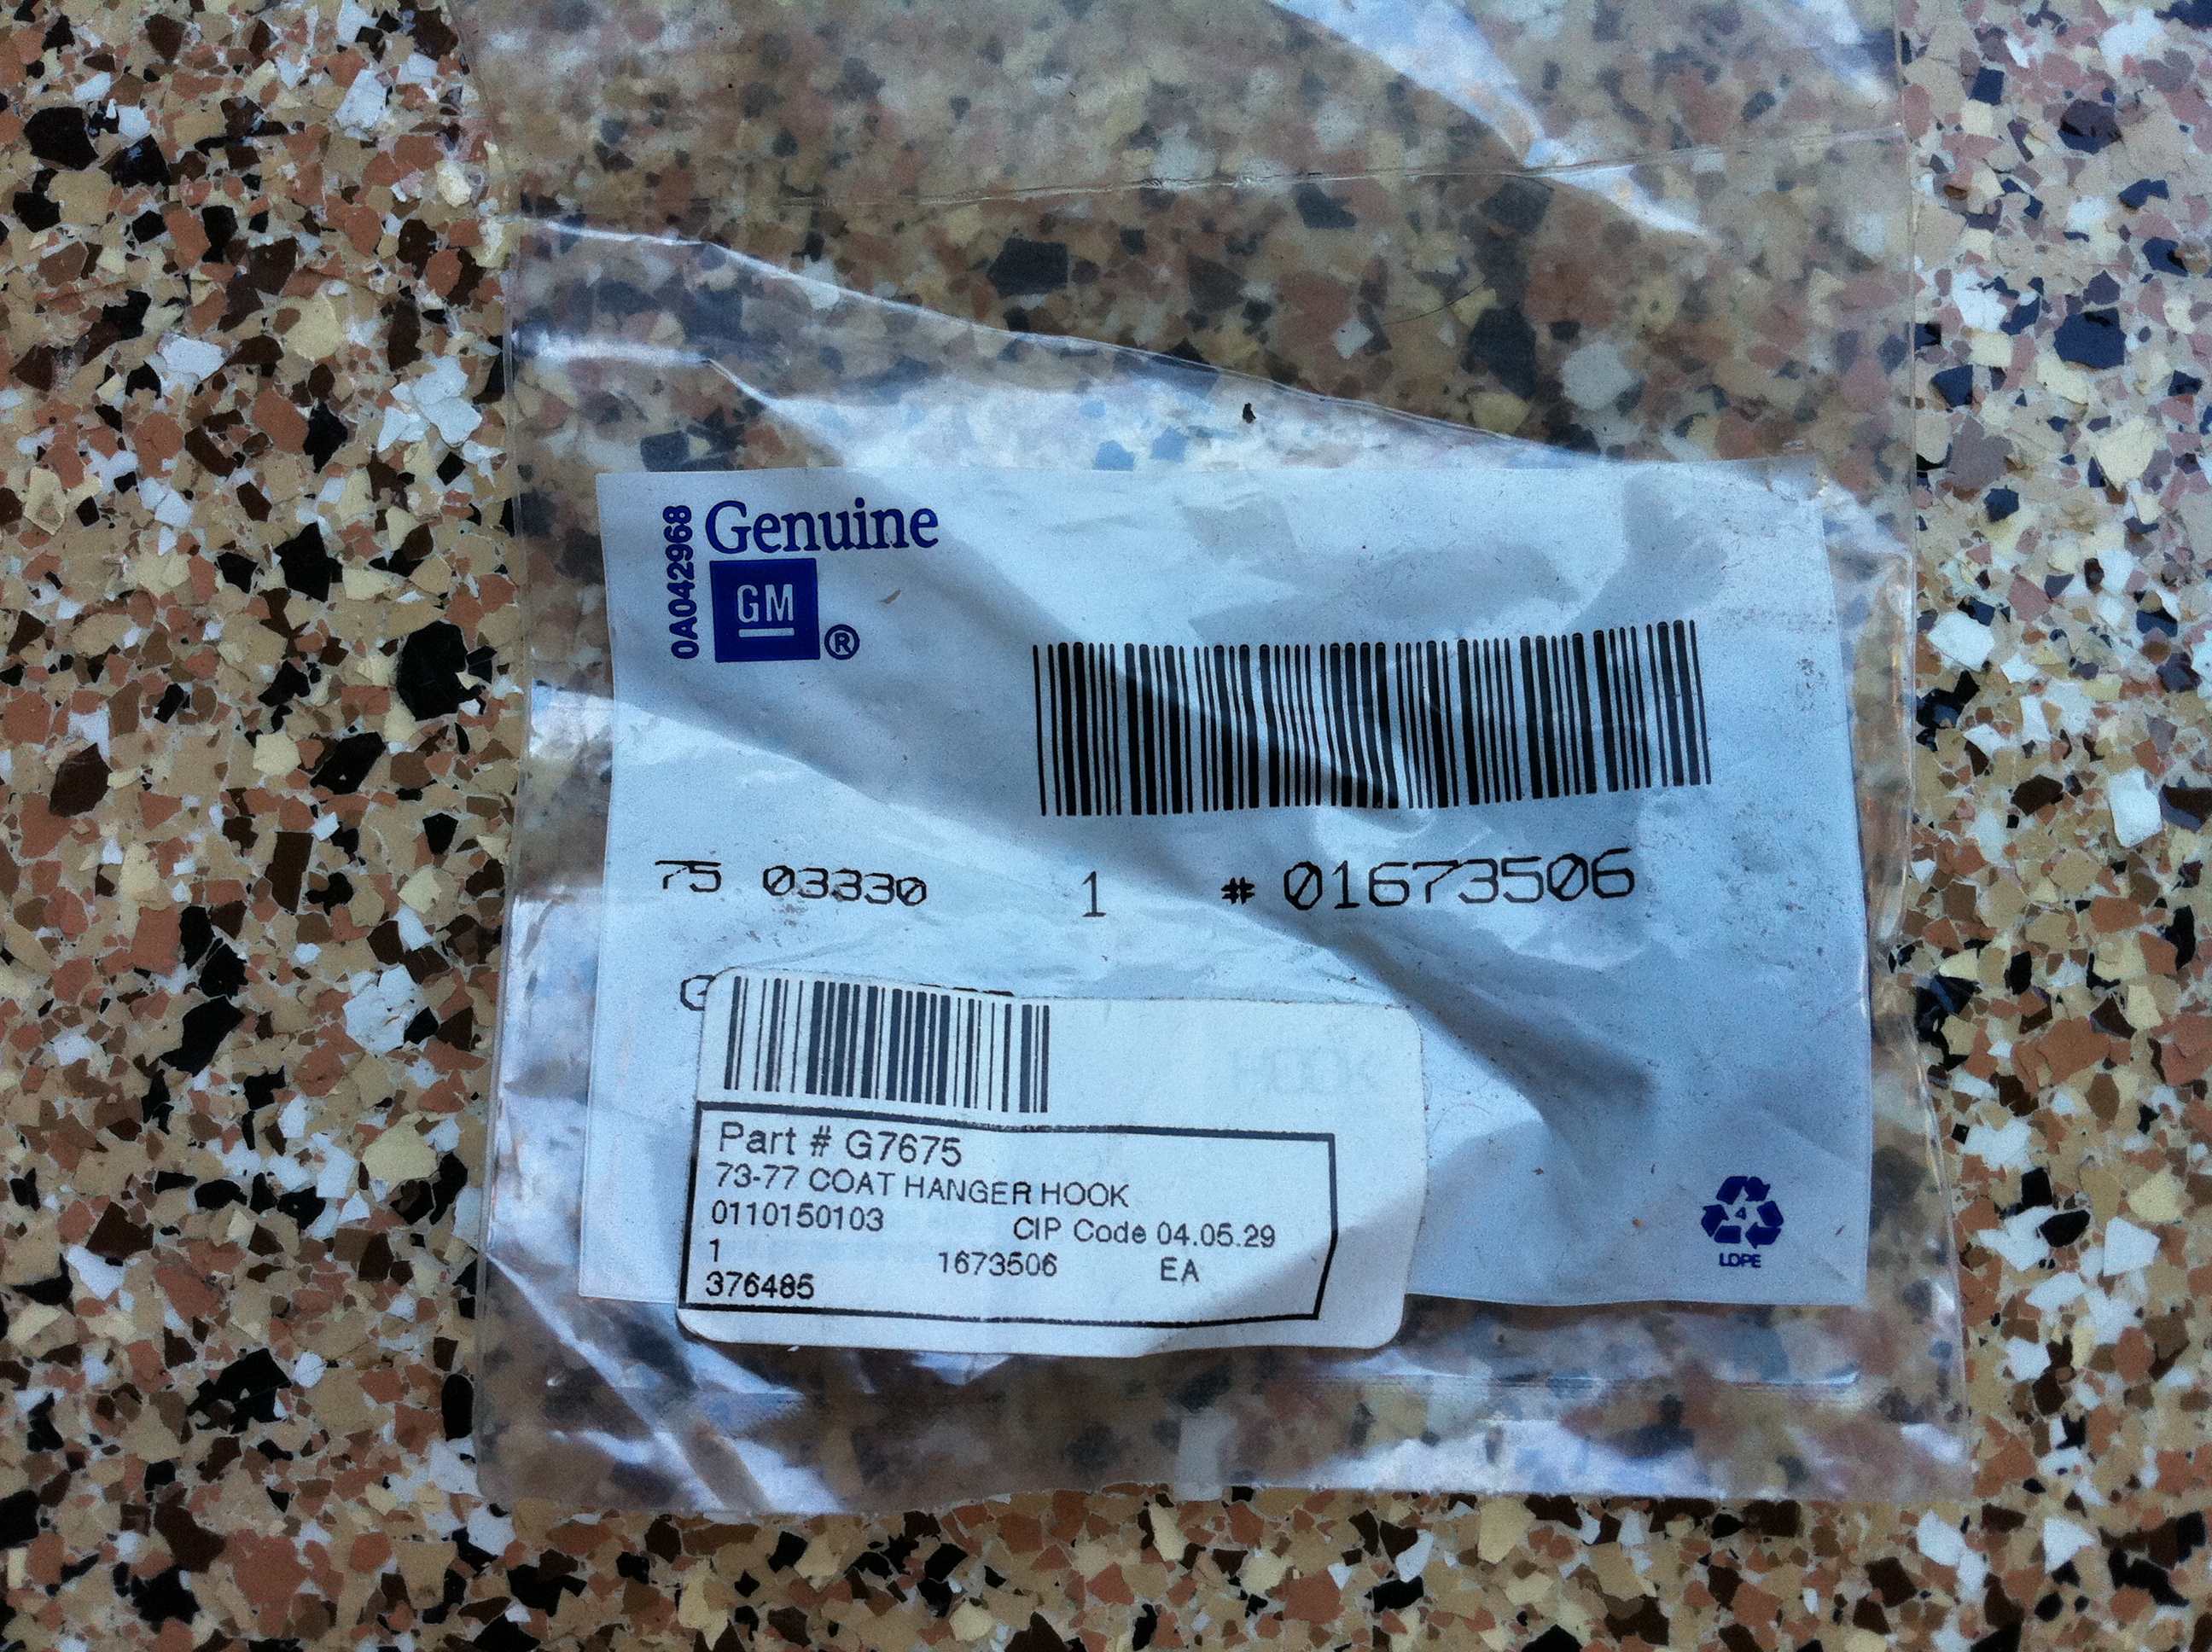 0A042968
Genuine
GM ®
75 03330 1 # 01673506
HOOK
Part # G7675
73-77 COAT HANGER HOOK
0110150103 CIP Code 04.05.29
1 1673506 EA
376485
4
LDPE